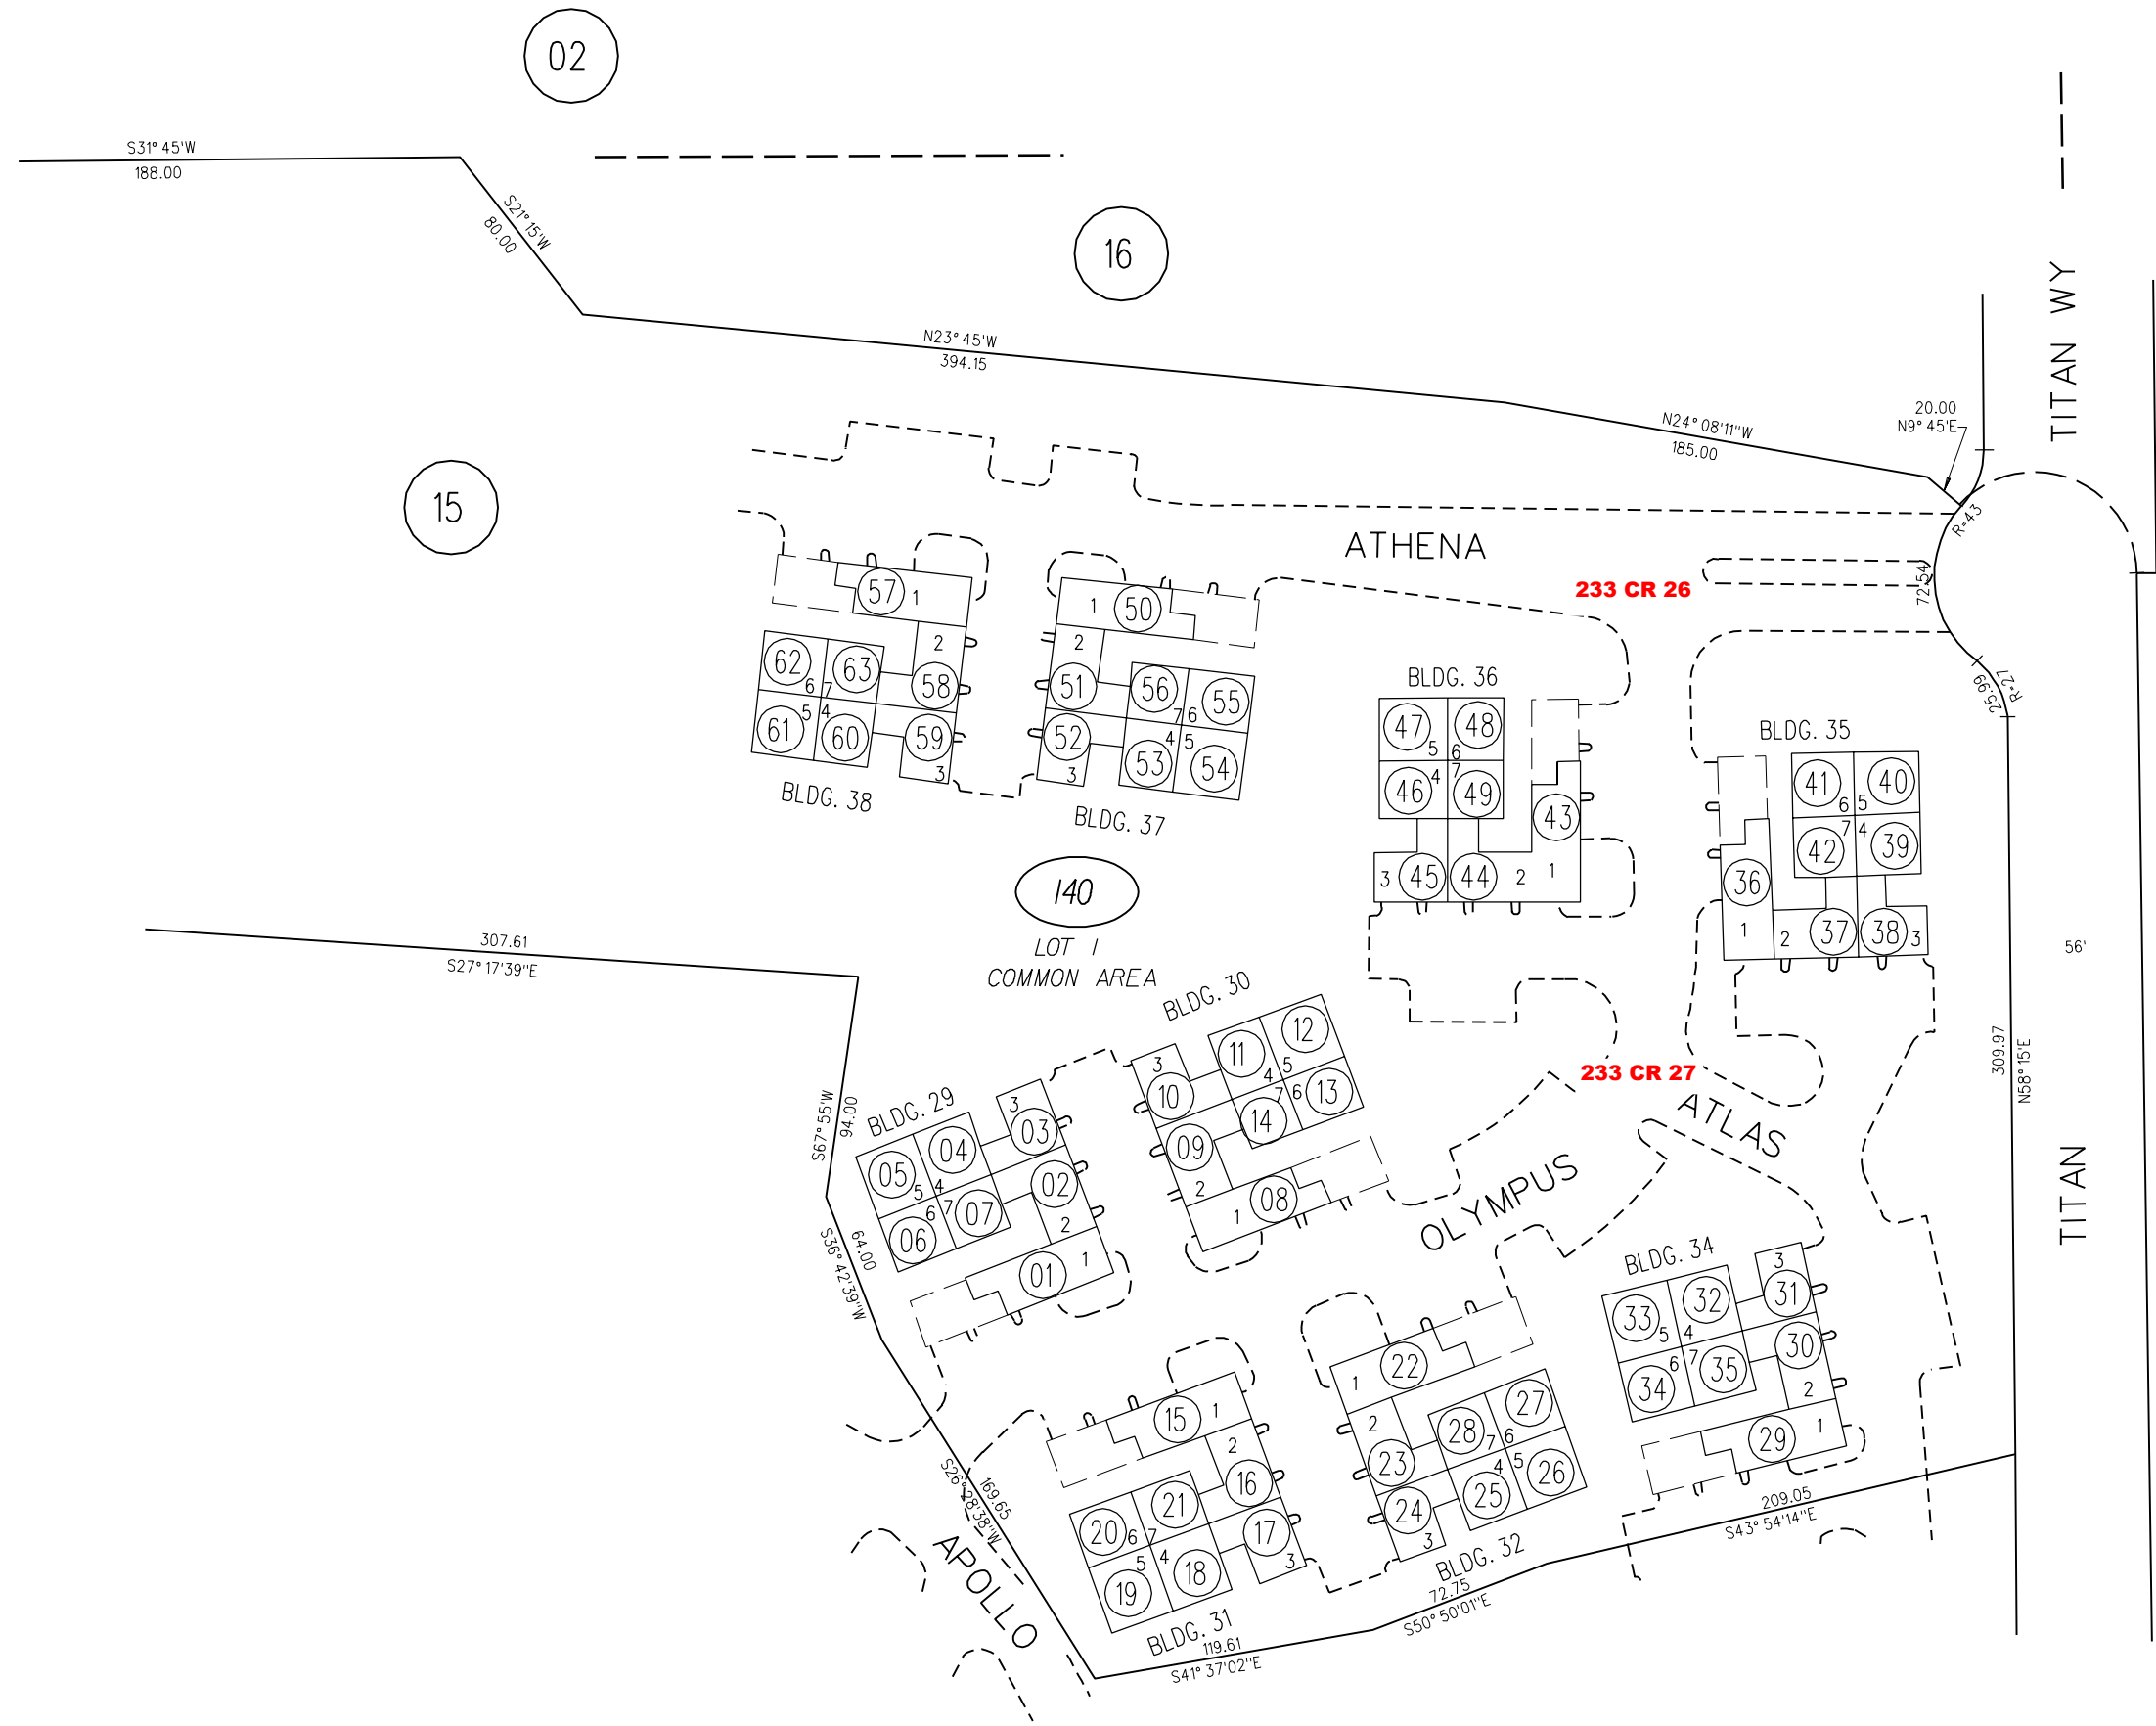 02
S31° 45'W
188.00
S21° 15'W
80.00
16
TITAN WY
N23° 45'W
394.15
N24° 08'11"W
185.00
20.00
N9° 45'E
R=43
15
ATHENA
233 CR 26
72.54
25.99
R=27
57 1
2
58
59
3
62 63
6 7
5 4
61 60
BLDG. 38
1 50
2
51
52
3
56 55
7 6
4 5
53 54
BLDG. 37
BLDG. 36
47 48
5 6
46 4 7 49
43
3 45 44 2 1
BLDG. 35
41 40
6 5
7 4
42 39
36
1 2 37 38 3
140
LOT 1
COMMON AREA
307.61
S27° 17'39"E
56'
309.97
N58° 15'E
TITAN
S67° 55'W
94.00
64.00
S36° 42'39"W
BLDG. 29
3
03
04
05
5 4
6 7
02
07
06
2
1
01
BLDG. 30
3
10
11 12
4 5
7 6
13
14
09
2
1 08
233 CR 27
ATLAS
OLYMPUS
BLDG. 34
3
31
33 32
5 4
6 7
30
34 35
2
29 1
1 22
2
23
28 27
7 6
4 5
24
25 26
3
BLDG. 32
15 1
2
16
20 21
6 7
5 4
17
19 18
3
BLDG. 31
169.65
S26° 28'38"W
APOLLO
119.61
S41° 37'02"E
72.75
S50° 50'01"E
209.05
S43° 54'14"E